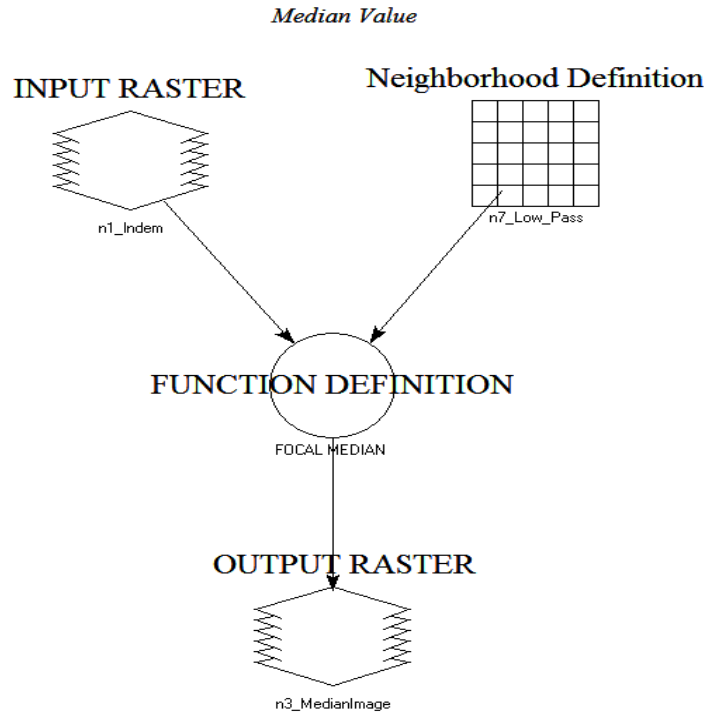 Median Value
INPUT RASTER
Neighborhood Definition
n1_Indem
n7_Low_Pass
FUNCTION DEFINITION
FOCAL MEDIAN
OUTPUT RASTER
n3_MedianImage